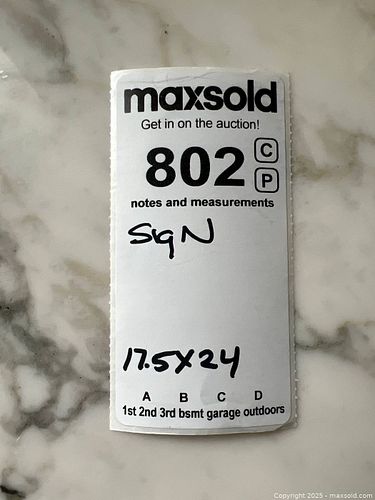 maxsold
Get in on the auction!
802 C
P
notes and measurements
SigN
17.5X24
A B C D
1st 2nd 3rd bsmt garage outdoors
Copyright 2025 - maxsold.com